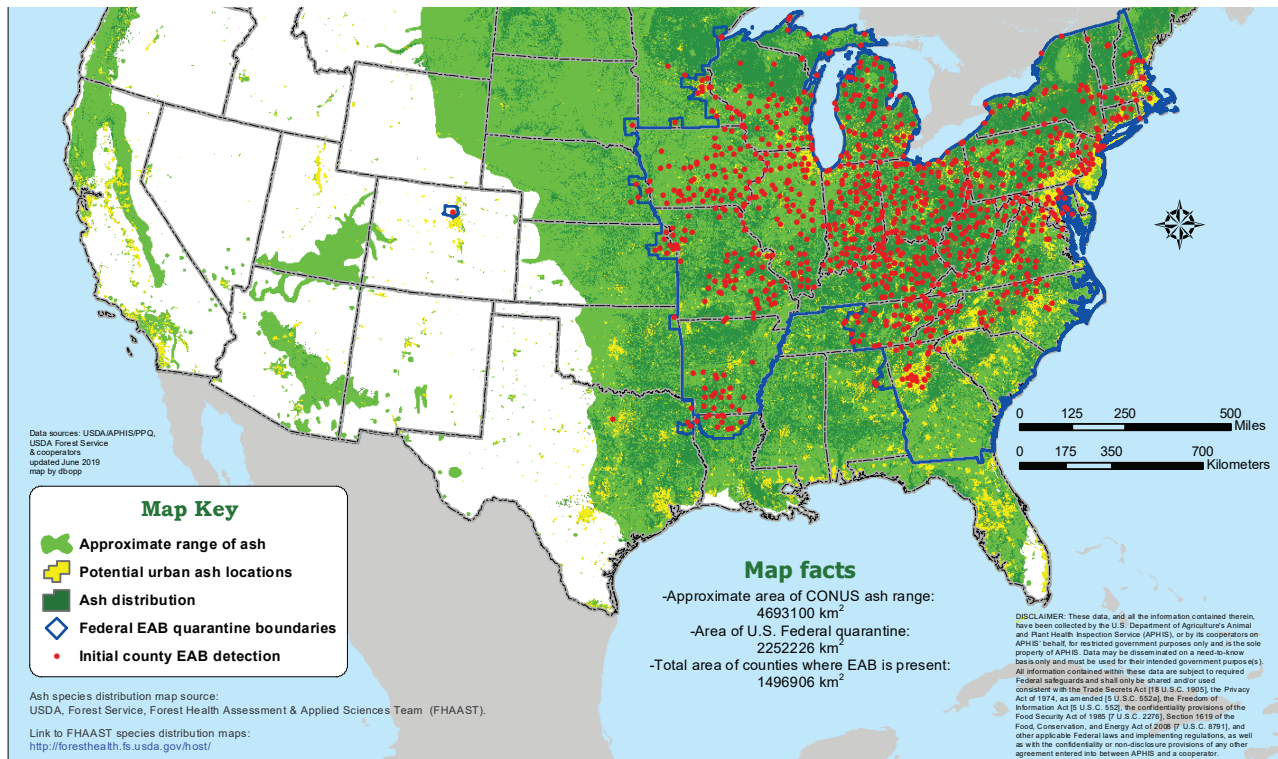 0 125 250 500
Miles
0 175 350 700
Kilometers
Data sources: USDA/APHIS/PPQ,
USDA Forest Service
& cooperators
updated June 2019
map by dbopp
Map Key
Approximate range of ash
Potential urban ash locations
Ash distribution
Federal EAB quarantine boundaries
Initial county EAB detection
Ash species distribution map source:
USDA, Forest Service, Forest Health Assessment & Applied Sciences Team (FHAAST).
Link to FHAAST species distribution maps:
http://foresthealth.fs.usda.gov/host/
Map facts
-Approximate area of CONUS ash range:
4693100 km²
-Area of U.S. Federal quarantine:
2252226 km²
-Total area of counties where EAB is present:
1496906 km²
DISCLAIMER: These data, and all the information contained therein,
have been collected by the U.S. Department of Agriculture's Animal
and Plant Health Inspection Service (APHIS), or by its cooperators on
APHIS' behalf, for restricted government purposes only and is the sole
property of APHIS. Data may be disseminated on a need-to-know
basis only and must be used for their intended government purpose(s).
All information contained within these data are subject to required
Federal safeguards and shall only be shared and/or used
consistent with the Trade Secrets Act [18 U.S.C. 1905], the Privacy
Act of 1974, as amended [5 U.S.C. 552a], the Freedom of
Information Act [5 U.S.C. 552], the confidentiality provisions of the
Food Security Act of 1985 [7 U.S.C. 2276], Section 1619 of the
Food, Conservation, and Energy Act of 2008 [7 U.S.C. 8791], and
other applicable Federal laws and implementing regulations, as well
as with the confidentiality or non-disclosure provisions of any other
agreement entered into between APHIS and a cooperator.